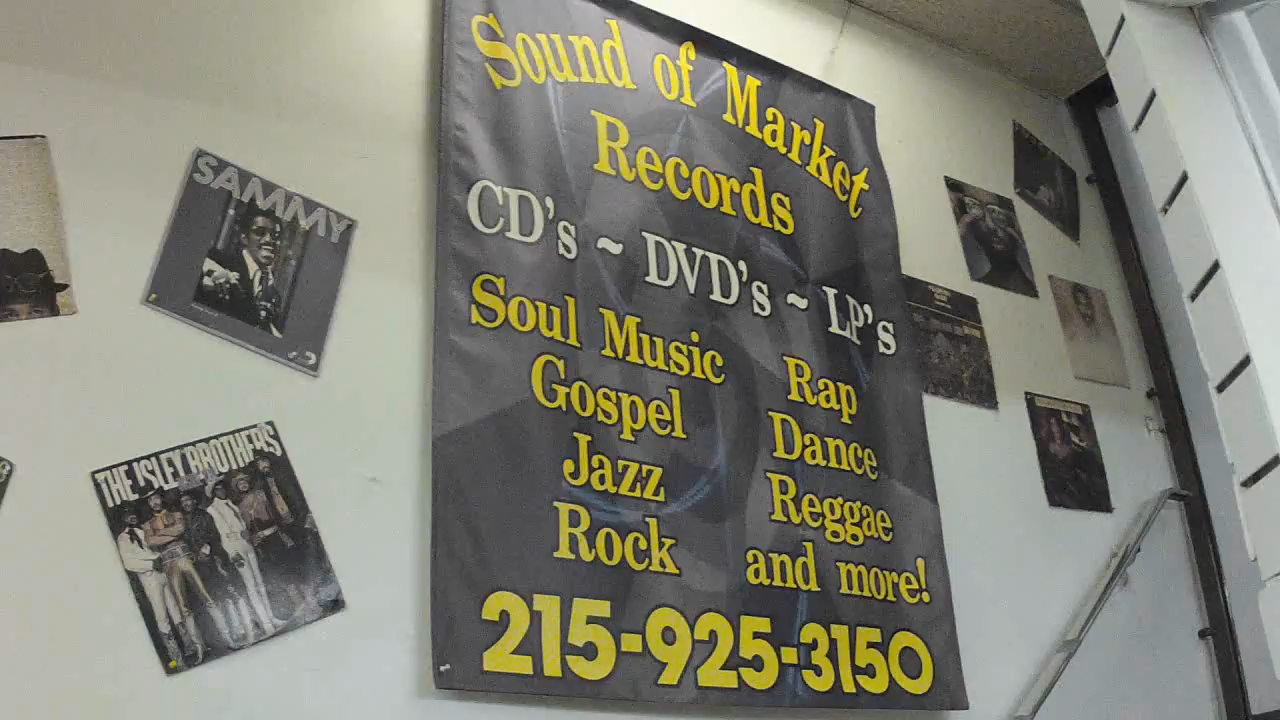 Sound of Market
Records
CD's ~ DVD's ~ LP's
Soul Music
Gospel
Jazz
Rock
Rap
Dance
Reggae
and more!
215-925-3150
SAMMY
THE ISLEY BROTHERS